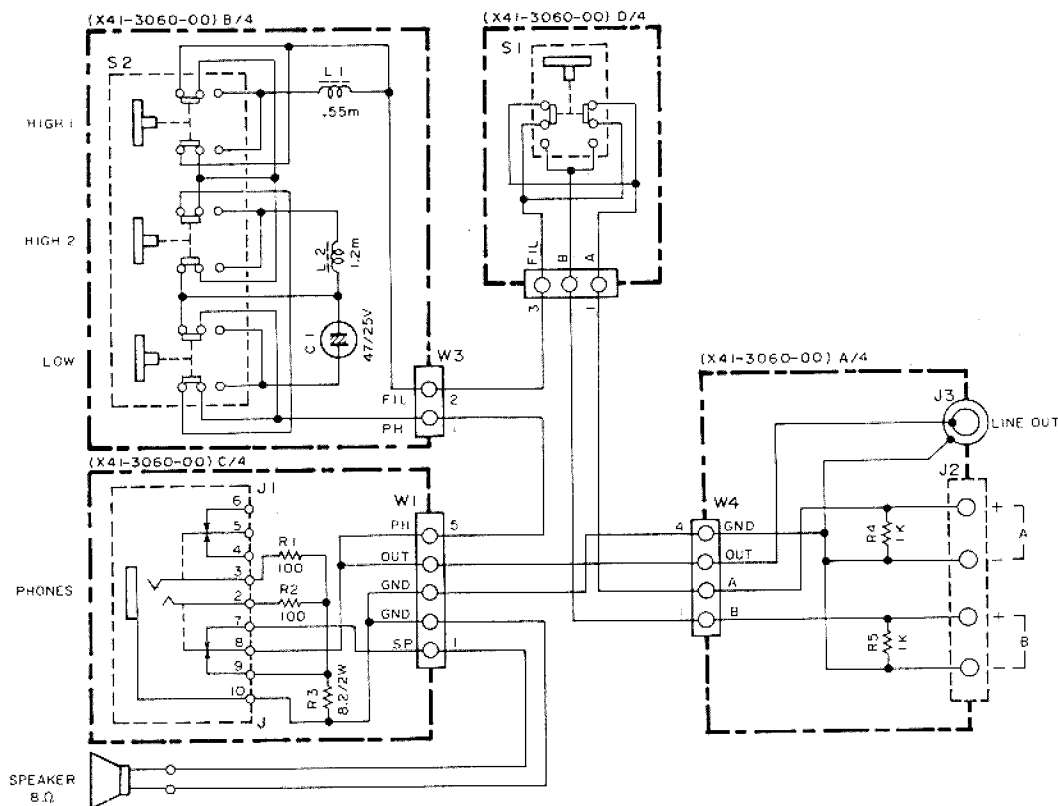 (X41-3060-00) B/4
S2
HIGH 1
HIGH 2
LOW
L1
.55m
L2
1.2m
C1
47/25V
W3
FIL 2
PH 1
(X41-3060-00) D/4
S1
FIL B A
3 1
(X41-3060-00) C/4
J1
6
5
4
3
2
7
8
9
10
J
PHONES
R1
100
R2
100
R3
8.2/2W
W1
PH 5
OUT
GND
GND
SP 1
SPEAKER
8Ω
(X41-3060-00) A/4
J3
LINE OUT
J2
W4
4 GND
OUT
A
1 B
R4
1K
R5
1K
+
A
-
+
B
-